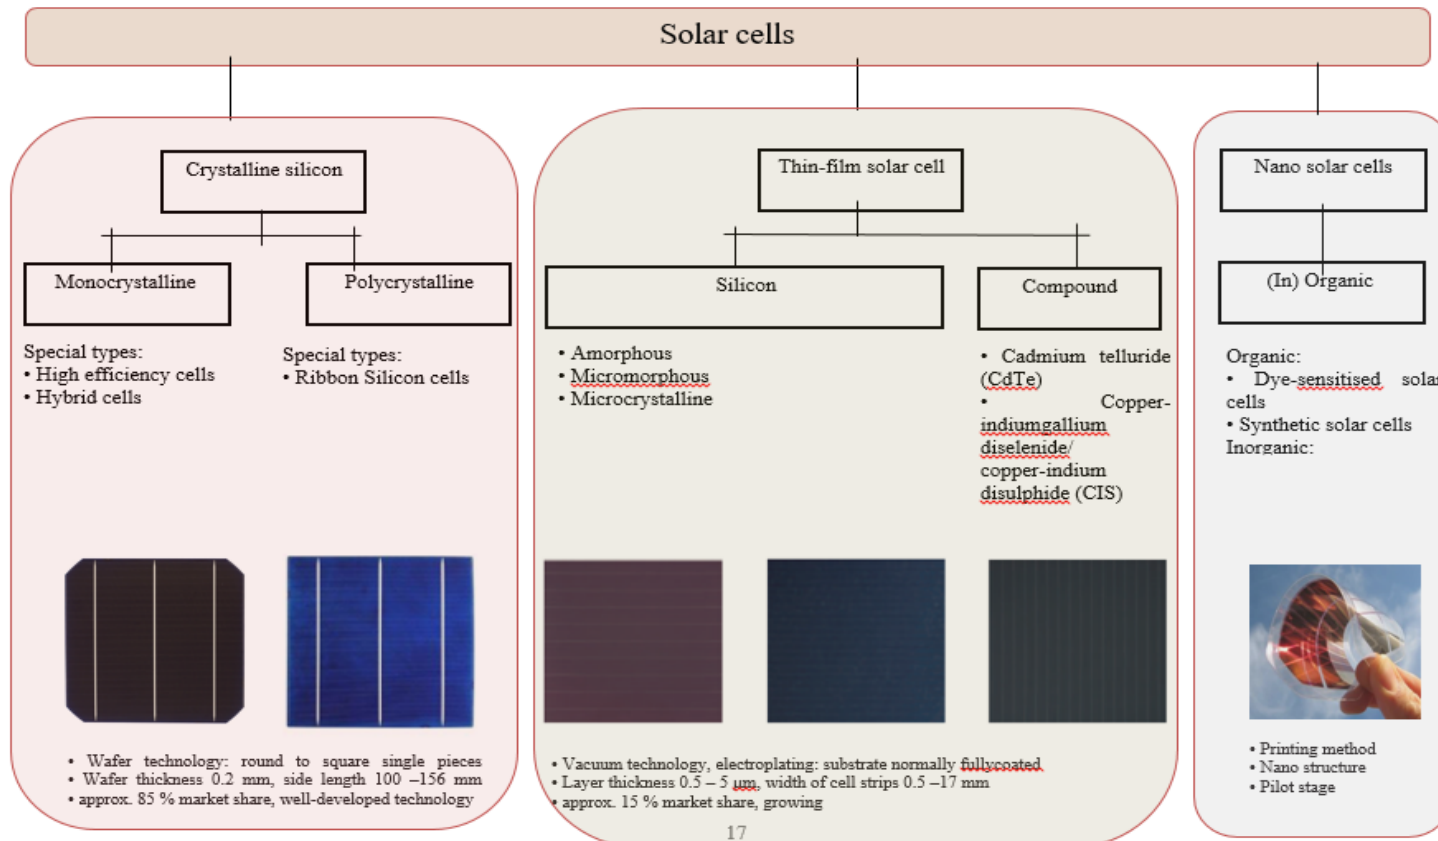 Solar cells
Crystalline silicon
Monocrystalline
Polycrystalline
Special types:
• High efficiency cells
• Hybrid cells
Special types:
• Ribbon Silicon cells
• Wafer technology: round to square single pieces
• Wafer thickness 0.2 mm, side length 100 –156 mm
• approx. 85 % market share, well-developed technology
Thin-film solar cell
Silicon
Compound
• Amorphous
• Micromorphous
• Microcrystalline
• Cadmium telluride
(CdTe)
• Copper-
indiumgallium
diselenide/
copper-indium
disulphide (CIS)
• Vacuum technology, electroplating: substrate normally fullycoated
• Layer thickness 0.5 – 5 µm, width of cell strips 0.5 –17 mm
• approx. 15 % market share, growing
Nano solar cells
(In) Organic
Organic:
• Dye-sensitised sola
cells
• Synthetic solar cells
Inorganic:
• Printing method
• Nano structure
• Pilot stage
17